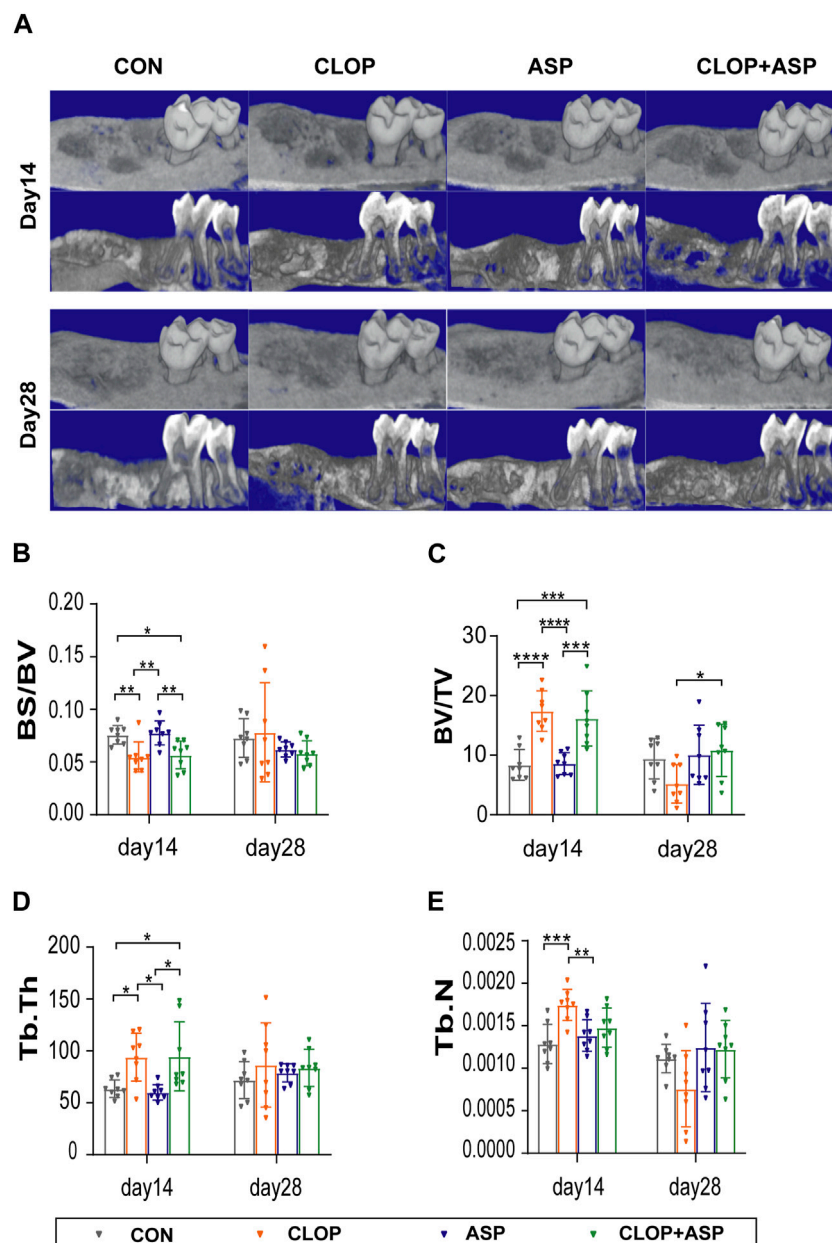 A
CON CLOP ASP CLOP+ASP
Day14
Day28
B
BS/BV
0.20
0.15
0.10
0.05
0.00
*
**
** **
day14 day28
C
BV/TV
30
20
10
0
***
****
**** ***
*
day14 day28
D
Tb.Th
200
150
100
50
0
*
*
* *
day14 day28
E
Tb.N
0.0025
0.0020
0.0015
0.0010
0.0005
0.0000
*** **
day14 day28
CON CLOP ASP CLOP+ASP